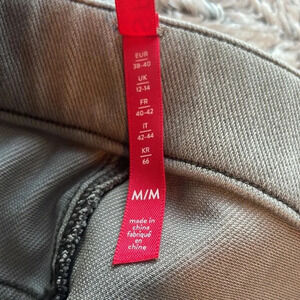 EUR
38-40
UK
12-14
FR
40-42
IT
42-44
KR
66
M/M
made in
china
fabriqué
en
chine